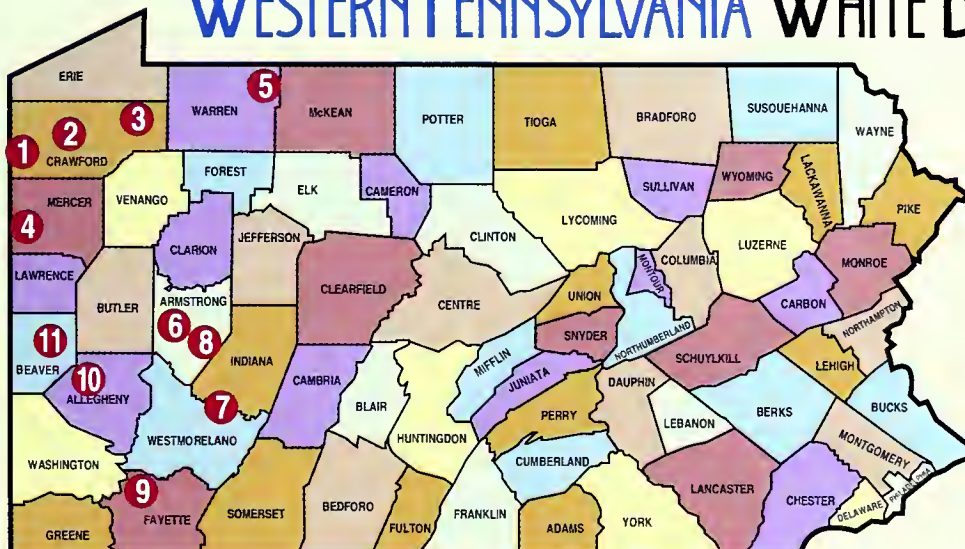 WESTERN PENNSYLVANIA WHITE D
ERIE
5
WARREN
McKEAN
POTTER
TIOGA
BRADFORO
SUSOUEHANNA
WAYNE
3
2
1
CRAWFORD
FOREST
ELK
CAMERON
SULLIVAN
WYOMING
LACKAWANNA
PIKE
MERCER
VENANGO
4
CLARION
JEFFERSON
CLINTON
LYCOMING
COLUMBIA
LUZERNE
MONROE
LAWRENCE
BUTLER
ARMSTRONG
CLEARFIELD
CENTRE
UNION
MONTOUR
CARBON
NORTHAMPTON
6
8
11
INDIANA
SNYDER
NORTHUMBERLAND
SCHUYLKILL
LEHIGH
BEAVER
10
ALLEGHENY
7
CAMBRIA
BLAIR
MIFFLIN
JUNIATA
PERRY
DAUPHIN
LEBANON
BERKS
BUCKS
WESTMORELANO
HUNTINGDON
MONTGOMERY
WASHINGTON
CUMBERLAND
LANCASTER
CHESTER
DELAWARE
PHILADELPHIA
9
FAYETTE
SOMERSET
BEDFORO
FULTON
FRANKLIN
ADAMS
YORK
GREENE